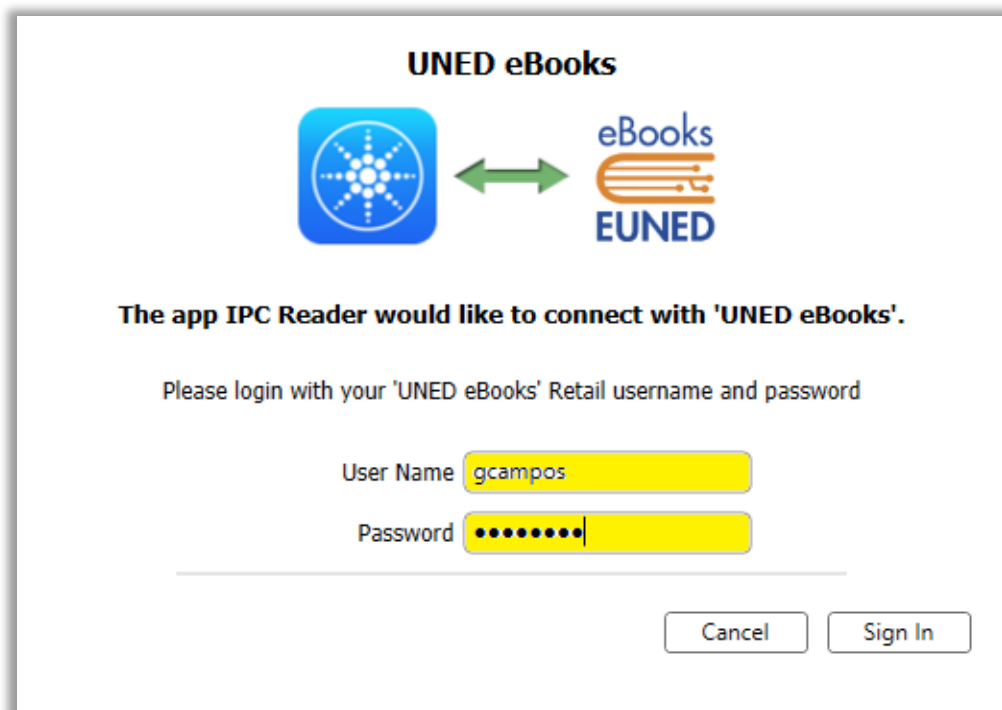 UNED eBooks
eBooks
EUNED
The app IPC Reader would like to connect with 'UNED eBooks'.
Please login with your 'UNED eBooks' Retail username and password
User Name gcampos
Password ••••••••
Cancel Sign In